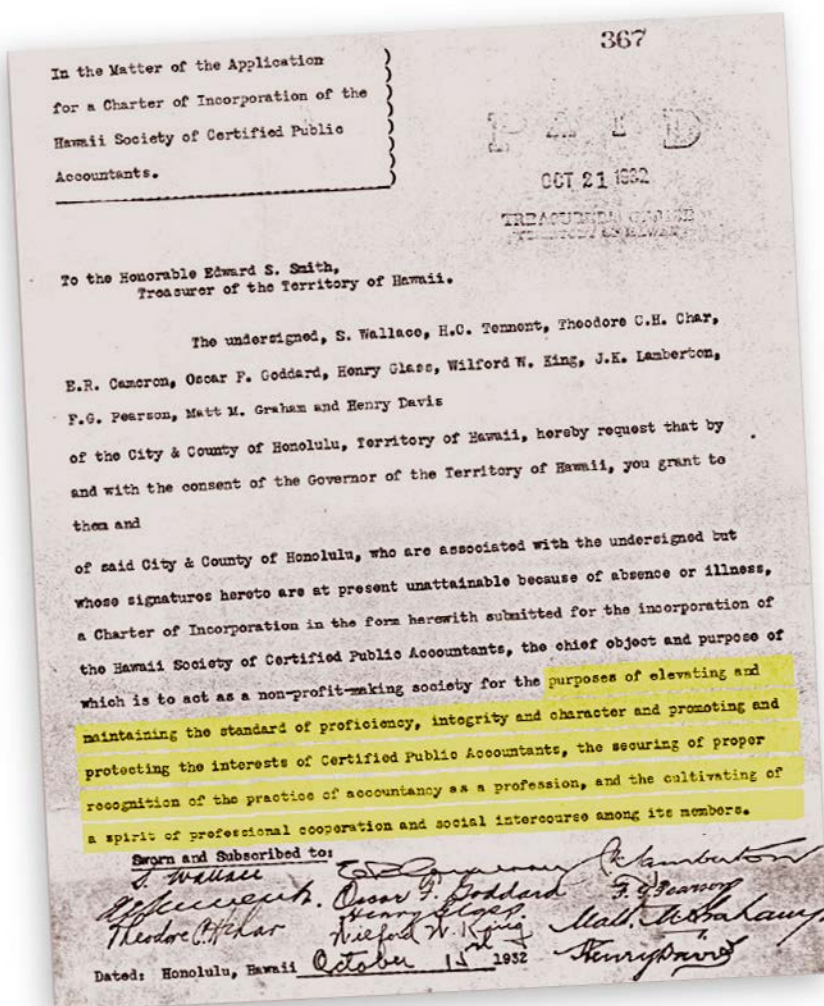 367
In the Matter of the Application
for a Charter of Incorporation of the
Hawaii Society of Certified Public
Accountants.
PAID
OCT 21 1932
TREASURER'S OFFICE
TERRITORY OF HAWAII
To the Honorable Edward S. Smith,
Treasurer of the Territory of Hawaii.
The undersigned, S. Wallace, H.C. Tennent, Theodore C.H. Char,
E.R. Cameron, Oscar F. Goddard, Henry Glass, Wilford W. King, J.K. Lamberton,
F.G. Pearson, Matt M. Graham and Henry Davis
of the City & County of Honolulu, Territory of Hawaii, hereby request that by
and with the consent of the Governor of the Territory of Hawaii, you grant to
them and
of said City & County of Honolulu, who are associated with the undersigned but
whose signatures hereto are at present unattainable because of absence or illness,
a Charter of Incorporation in the form herewith submitted for the incorporation of
the Hawaii Society of Certified Public Accountants, the chief object and purpose of
which is to act as a non-profit-making society for the purposes of elevating and
maintaining the standard of proficiency, integrity and character and promoting and
protecting the interests of Certified Public Accountants, the securing of proper
recognition of the practice of accountancy as a profession, and the cultivating of
a spirit of professional cooperation and social intercourse among its members.
Sworn and Subscribed to:
S. Wallace
Lamberton
Oscar F. Goddard F. G. Pearson
Henry Glass
Theodore C. H. Char Wilford W. King Matt. M. Graham
Henry Davis
Dated: Honolulu, Hawaii October 1932